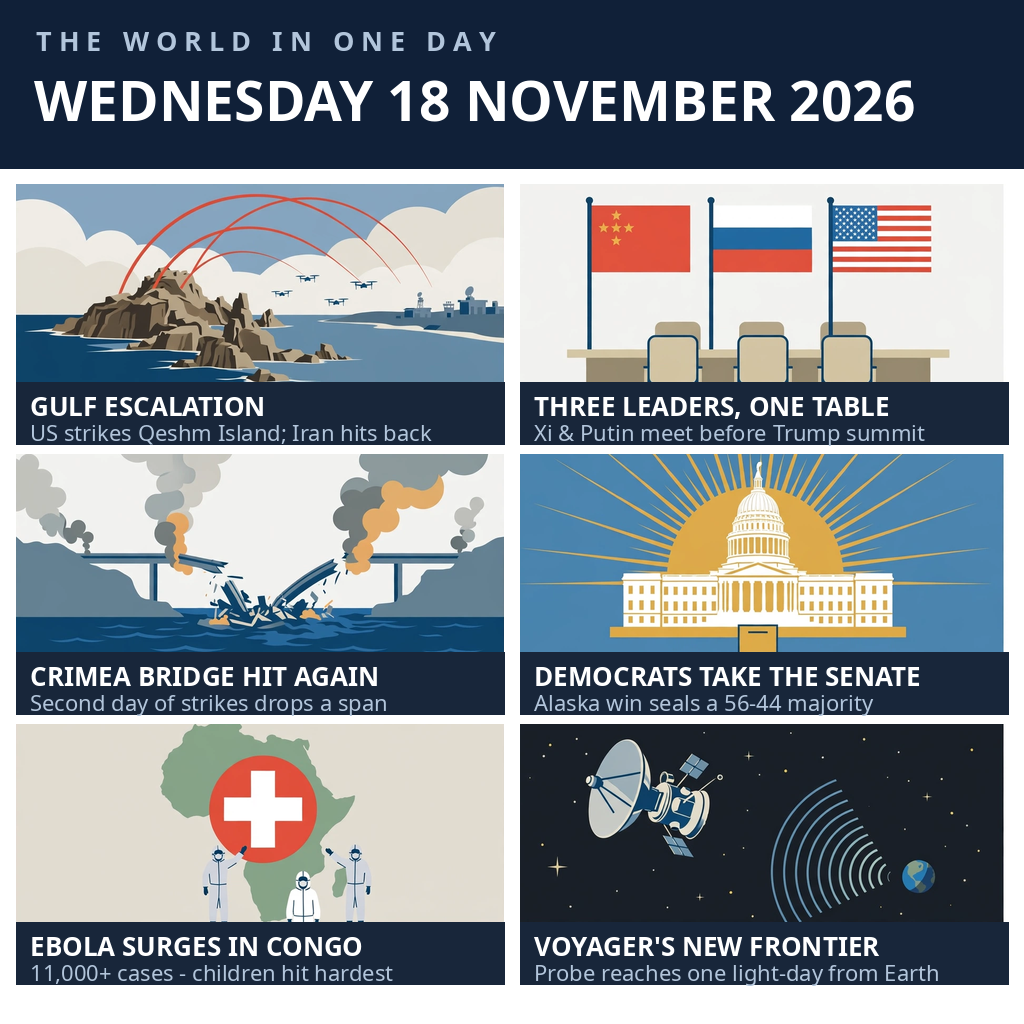 THE WORLD IN ONE DAY
WEDNESDAY 18 NOVEMBER 2026
GULF ESCALATION
US strikes Qeshm Island; Iran hits back
THREE LEADERS, ONE TABLE
Xi & Putin meet before Trump summit
CRIMEA BRIDGE HIT AGAIN
Second day of strikes drops a span
DEMOCRATS TAKE THE SENATE
Alaska win seals a 56-44 majority
EBOLA SURGES IN CONGO
11,000+ cases - children hit hardest
VOYAGER'S NEW FRONTIER
Probe reaches one light-day from Earth